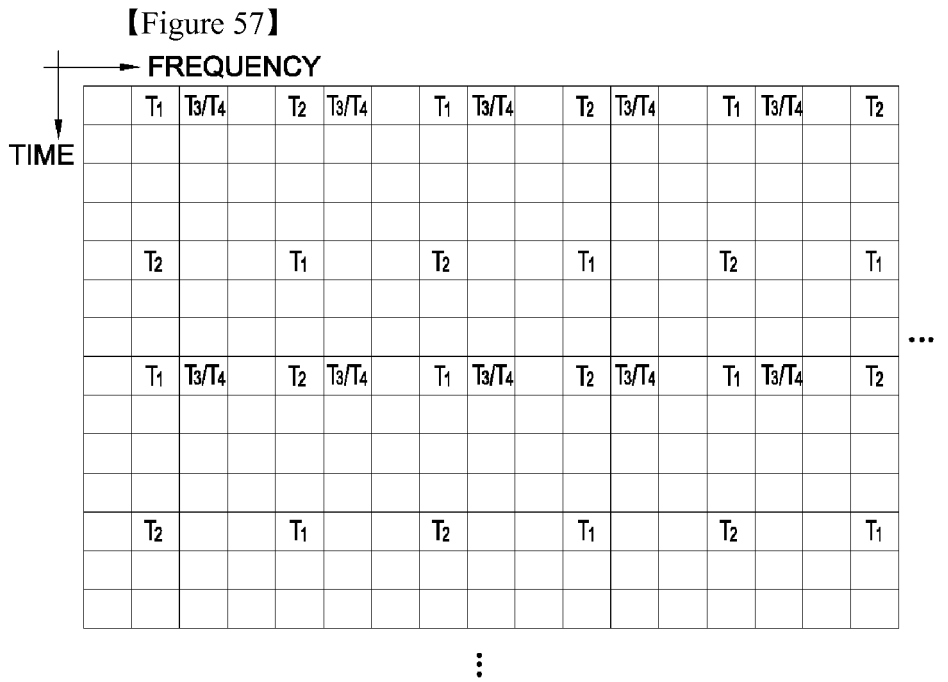 【Figure 57】
FREQUENCY
TIME
T1 T3/T4 T2 T3/T4 T1 T3/T4 T2 T3/T4 T1 T3/T4 T2
T2 T1 T2 T1 T2 T1
...
T1 T3/T4 T2 T3/T4 T1 T3/T4 T2 T3/T4 T1 T3/T4 T2
T2 T1 T2 T1 T2 T1